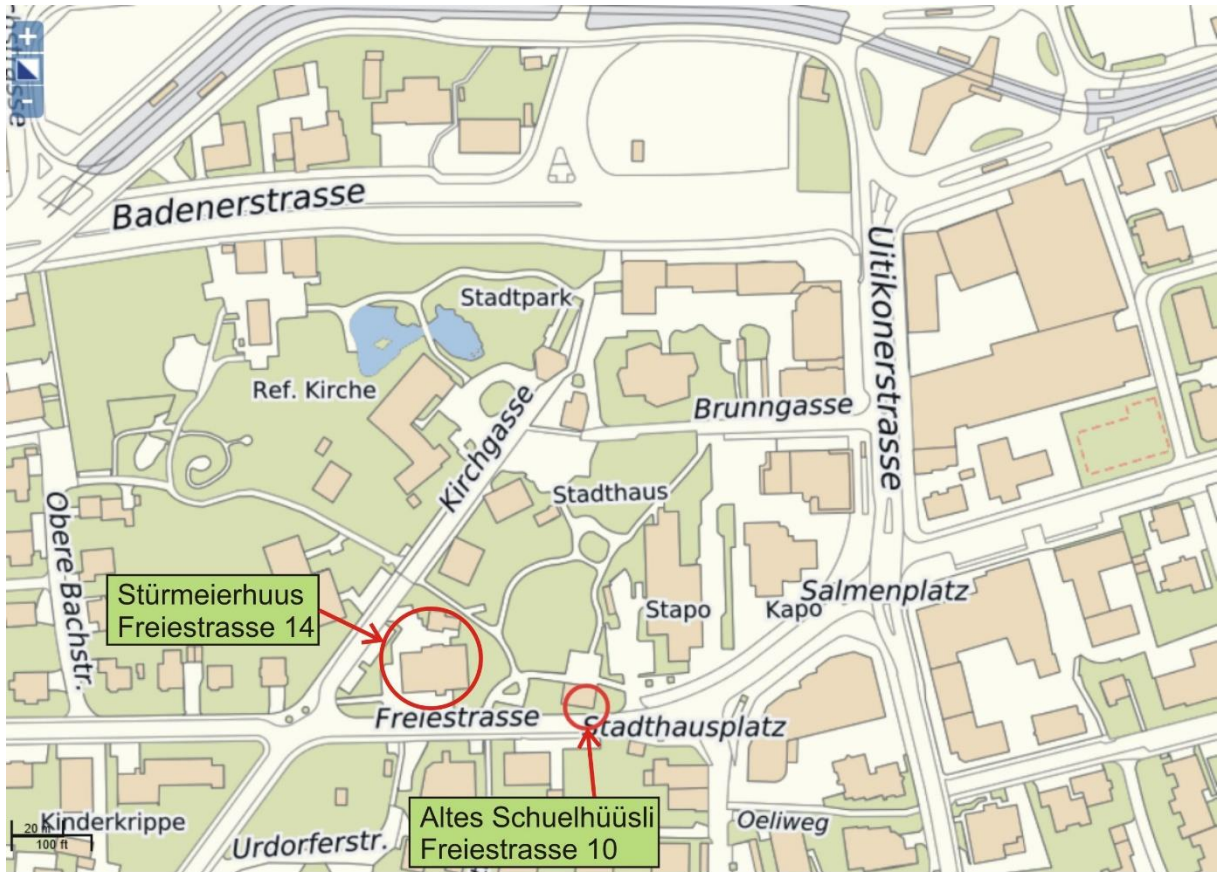 Badenerstrasse
Uitikonerstrasse
Stadtpark
Ref. Kirche
Brunngasse
Kirchgasse
Stadthaus
Obere Bachstr.
Stürmeierhuus
Freiestrasse 14
Stapo
Kapo
Salmenplatz
Freiestrasse
Stadthausplatz
Altes Schuelhüüsli
Freiestrasse 10
Kinderkrippe
Oeliweg
Urdorferstr.
20 m
100 ft